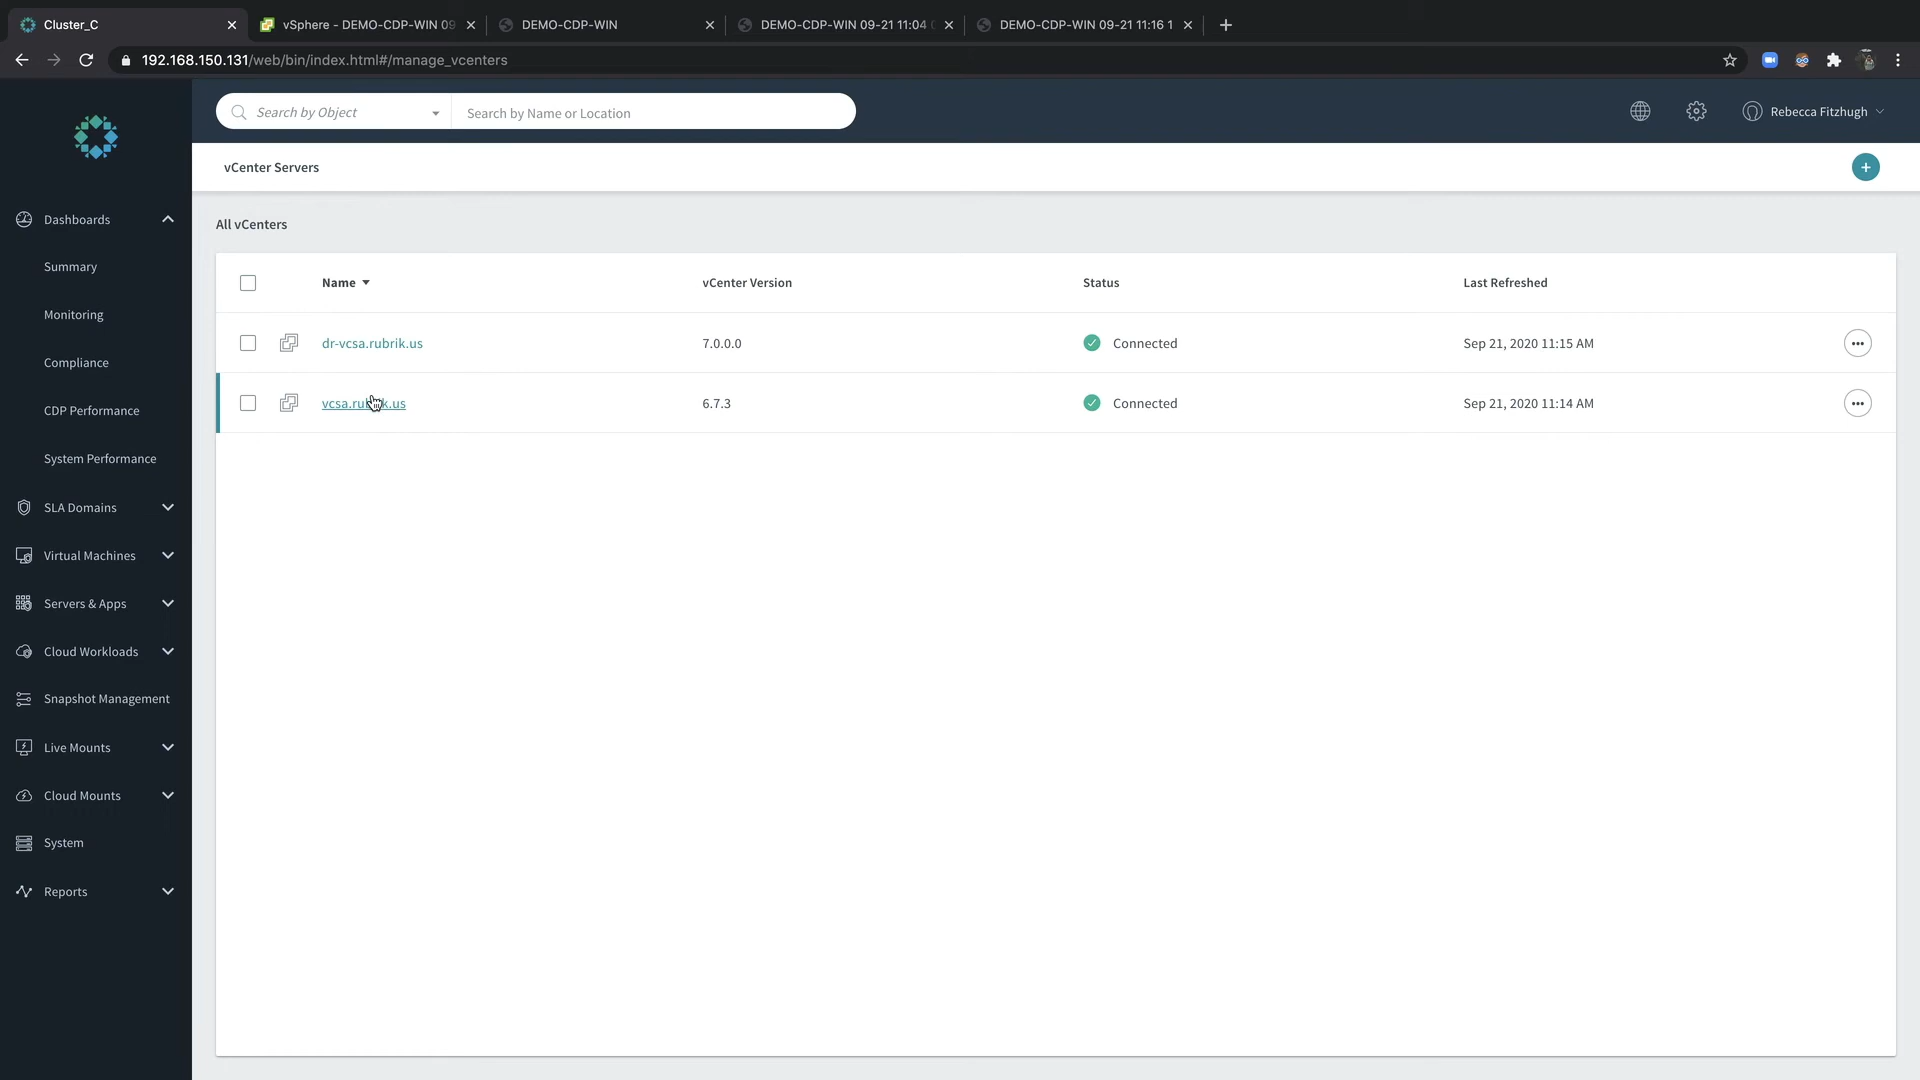 Cluster_C
vSphere - DEMO-CDP-WIN 09
DEMO-CDP-WIN
DEMO-CDP-WIN 09-21 11:04
DEMO-CDP-WIN 09-21 11:16 1
192.168.150.131/web/bin/index.html#/manage_vcenters
Search by Object
Search by Name or Location
Rebecca Fitzhugh
vCenter Servers
Dashboards
Summary
Monitoring
Compliance
CDP Performance
System Performance
SLA Domains
Virtual Machines
Servers & Apps
Cloud Workloads
Snapshot Management
Live Mounts
Cloud Mounts
System
Reports
All vCenters
Name vCenter Version Status Last Refreshed
dr-vcsa.rubrik.us 7.0.0.0 Connected Sep 21, 2020 11:15 AM
vcsa.rubrik.us 6.7.3 Connected Sep 21, 2020 11:14 AM